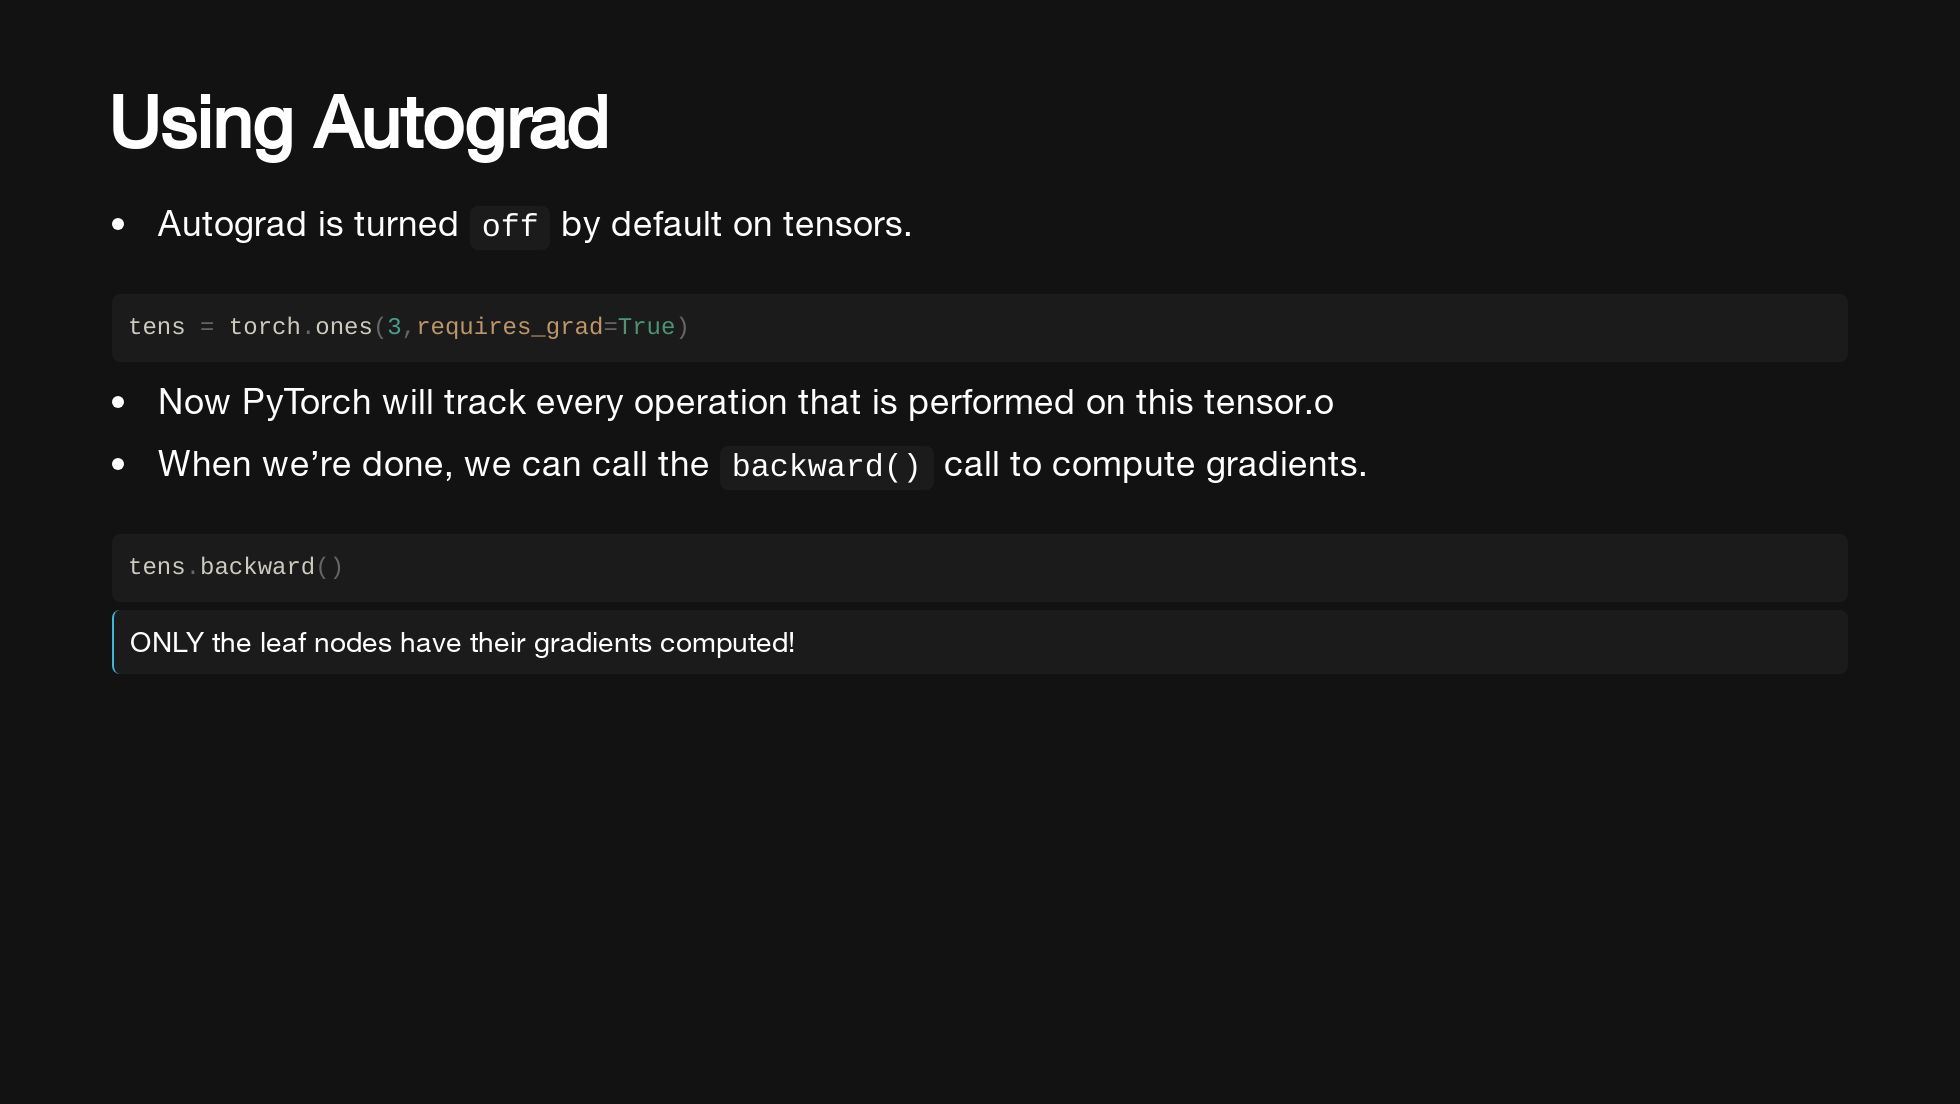 Using Autograd
• Autograd is turned off by default on tensors.
tens = torch.ones(3,requires_grad=True)
• Now PyTorch will track every operation that is performed on this tensor.o
• When we’re done, we can call the backward() call to compute gradients.
tens.backward()
ONLY the leaf nodes have their gradients computed!